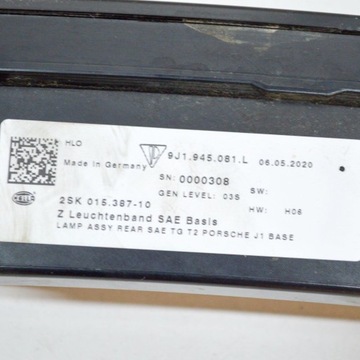 HLO
Made in Germany
9J1.945.081.L 06.05.2020
SN: 0000308 SW:
GEN LEVEL: 03S HW: H06
HELLA
2SK 015.387-10
Z Leuchtenband SAE Basis
LAMP ASSY REAR SAE TG T2 PORSCHE J1 BASE